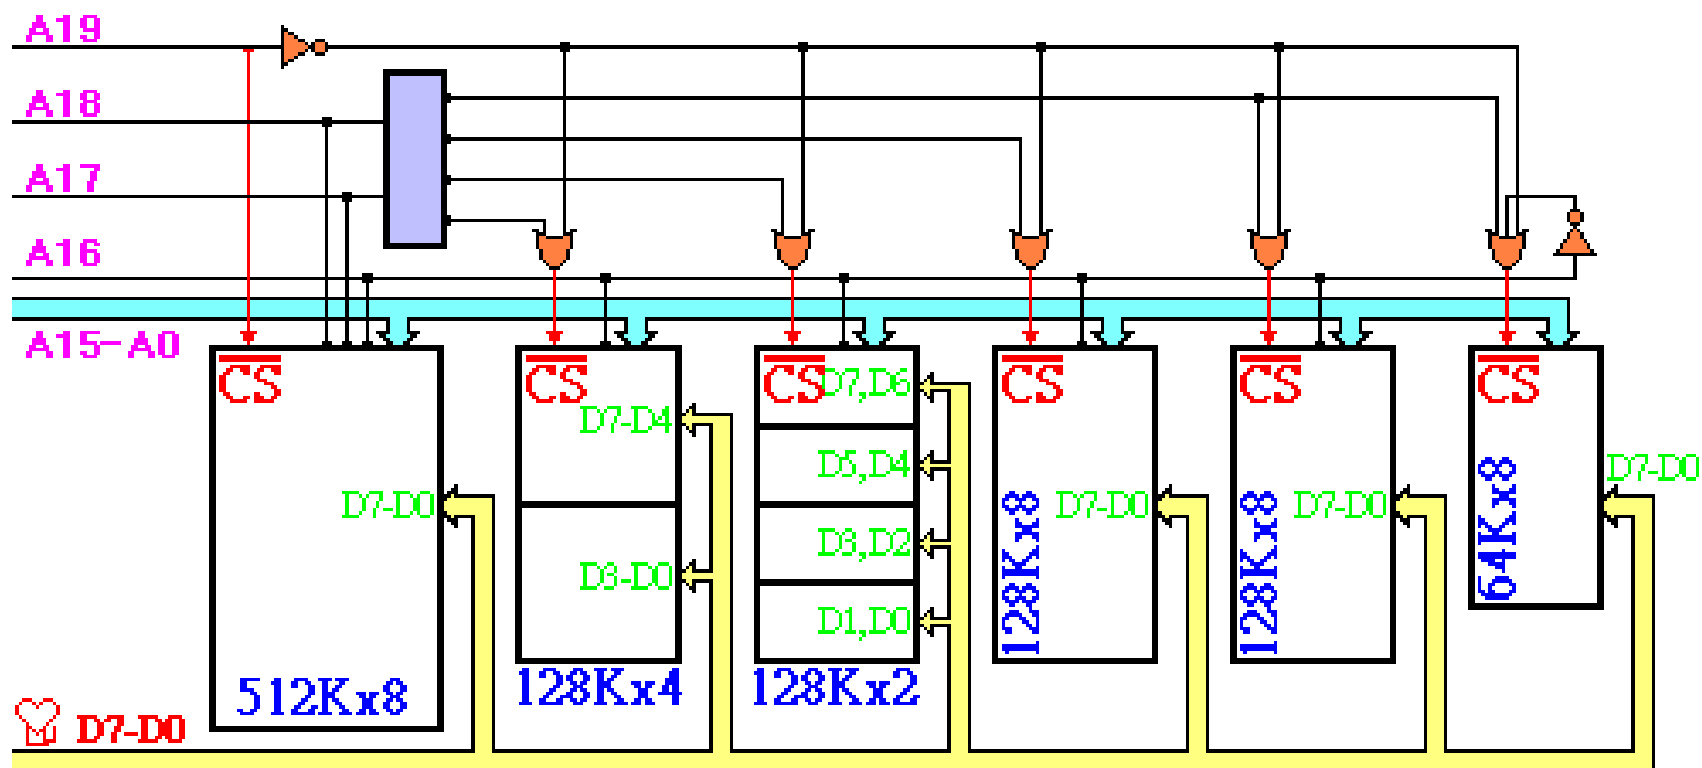 A19
A18
A17
A16
A15-A0
CS
CS
CS
CS
CS
CS
D7-D0
D7-D4
D3-D0
D7,D6
D5,D4
D3,D2
D1,D0
D7-D0
D7-D0
D7-D0
512Kx8
128Kx4
128Kx2
128Kx8
128Kx8
64Kx8
D7-D0